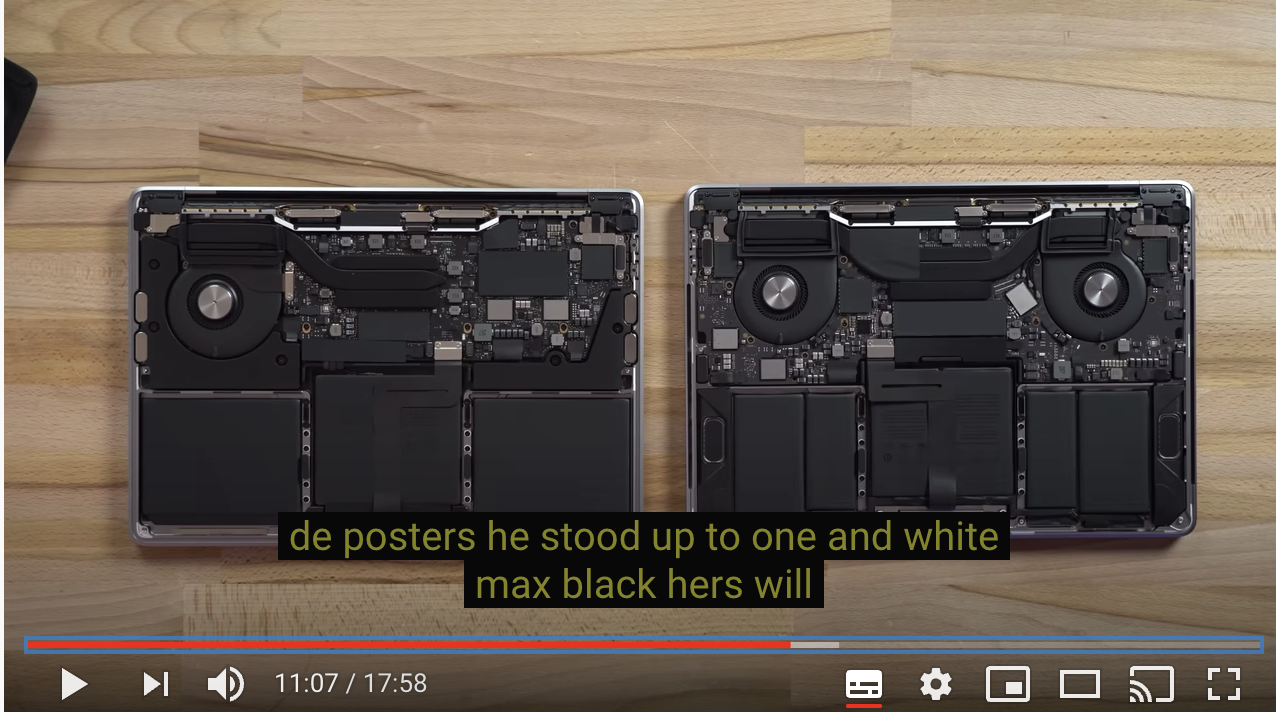 de posters he stood up to one and white
max black hers will
11:07 / 17:58